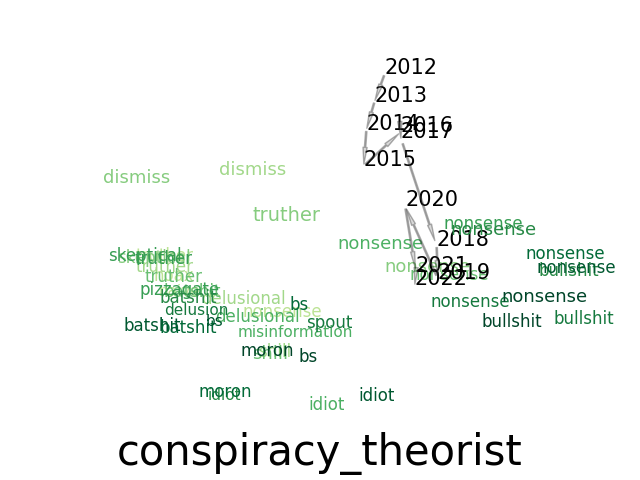 2012
2013
2014
2016
2017
2015
dismiss
dismiss
2020
truther
nonsense
nonsense
2018
nonsense
skeptical
truther
nonsense
nonsense
nonsense
bullshit
2021
2019
truther
truther
2022
pizzagate
batshit
delusional
bs
nonsense
nonsense
delusion
nonsense
delusional
bs
spout
bullshit
bullshit
batshit
batshit
misinformation
moron
shill
bs
moron
idiot
idiot
idiot
conspiracy_theorist